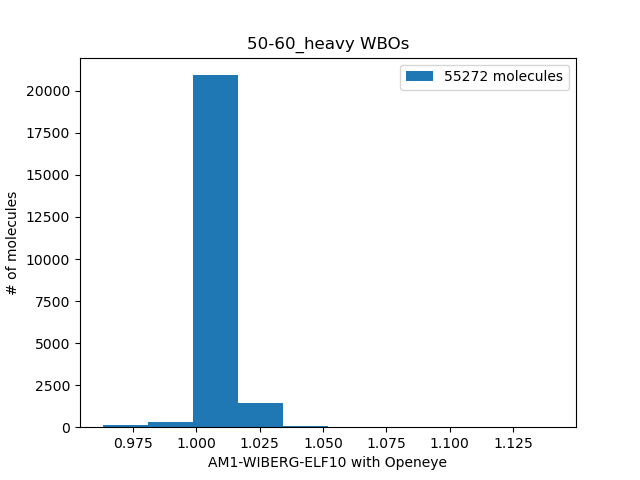 50-60_heavy WBOs
55272 molecules
# of molecules
20000
17500
15000
12500
10000
7500
5000
2500
0
0.975 1.000 1.025 1.050 1.075 1.100 1.125
AM1-WIBERG-ELF10 with Openeye